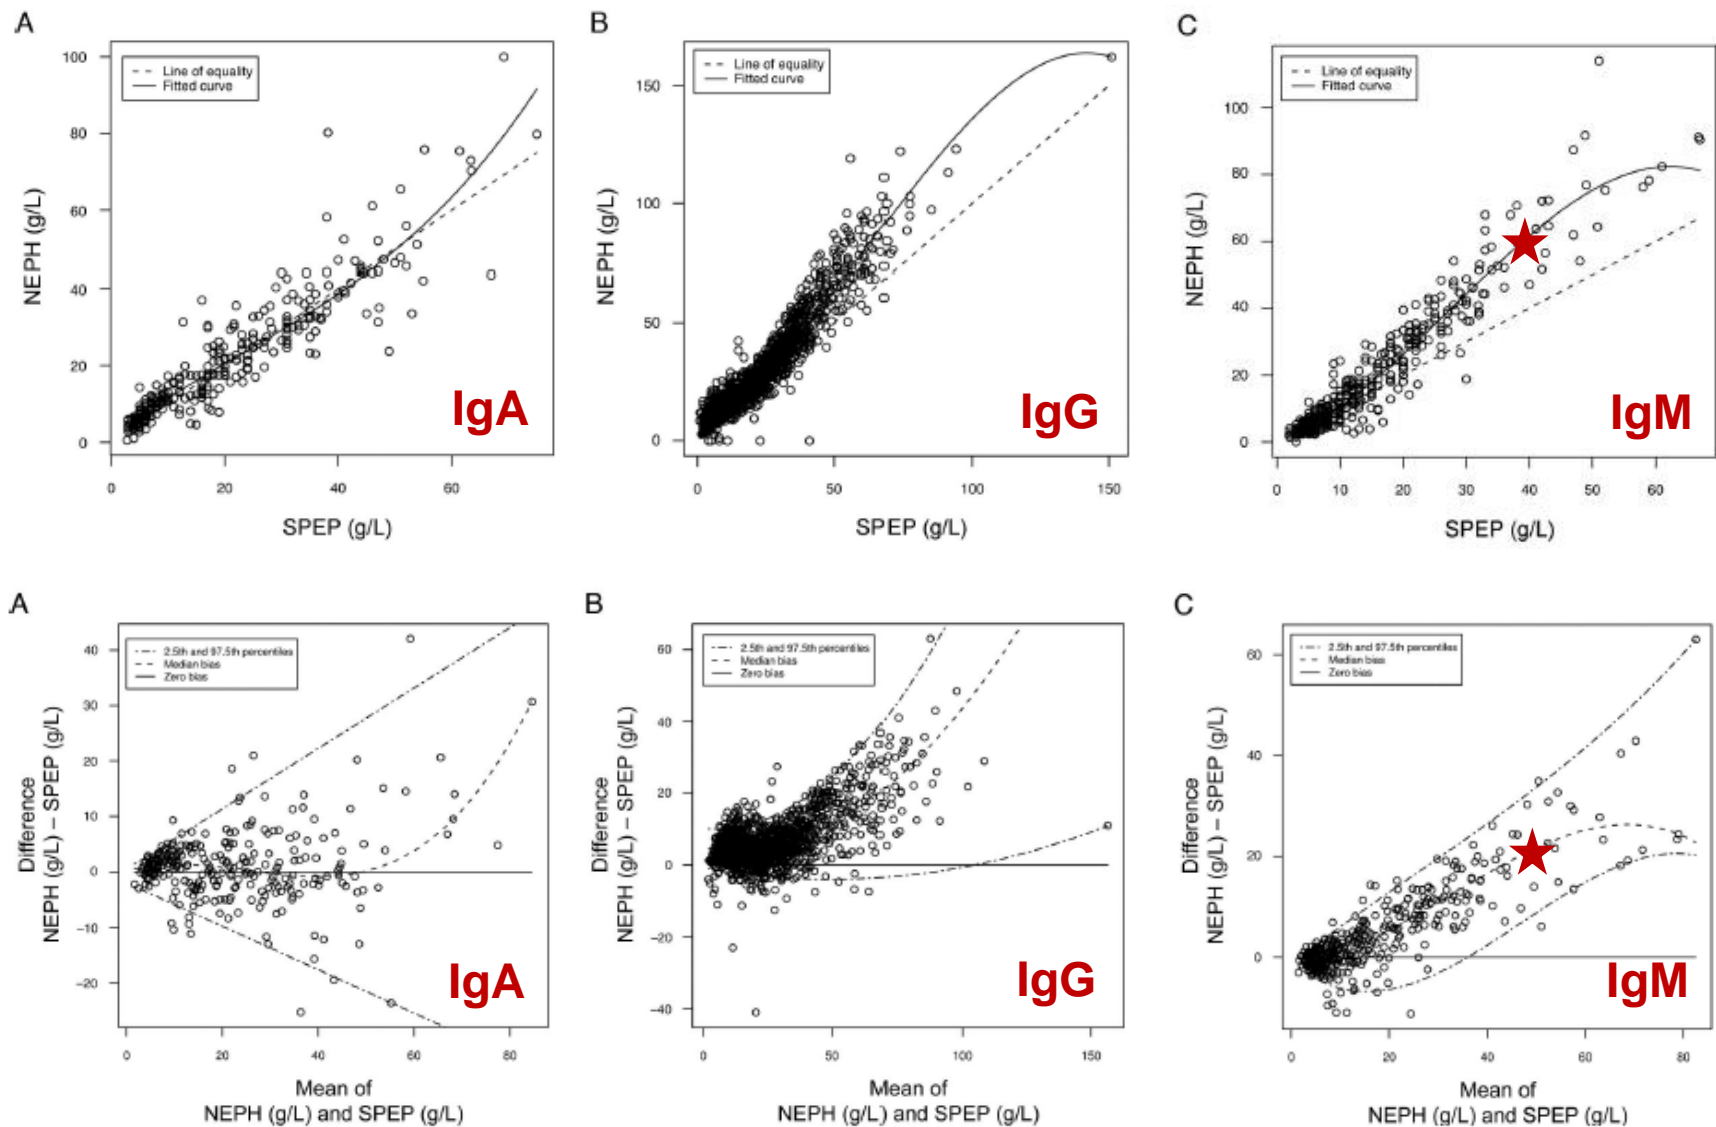 A
B
C
100
80
60
40
20
0
NEPH (g/L)
Line of equality
Fitted curve
IgA
0
20
40
60
SPEP (g/L)
150
100
50
0
NEPH (g/L)
Line of equality
Fitted curve
IgG
0
50
100
150
SPEP (g/L)
100
80
60
40
20
0
NEPH (g/L)
Line of equality
Fitted curve
IgM
0
10
20
30
40
50
60
SPEP (g/L)
A
B
C
40
30
20
10
0
−10
−20
Difference
NEPH (g/L) – SPEP (g/L)
2.5th and 97.5th percentiles
Median bias
Zero bias
IgA
0
20
40
60
80
Mean of
NEPH (g/L) and SPEP (g/L)
60
40
20
0
−20
−40
Difference
NEPH (g/L) – SPEP (g/L)
2.5th and 97.5th percentiles
Median bias
Zero bias
IgG
0
50
100
150
Mean of
NEPH (g/L) and SPEP (g/L)
60
40
20
0
Difference
NEPH (g/L) – SPEP (g/L)
2.5th and 97.5th percentiles
Median bias
Zero bias
IgM
0
20
40
60
80
Mean of
NEPH (g/L) and SPEP (g/L)